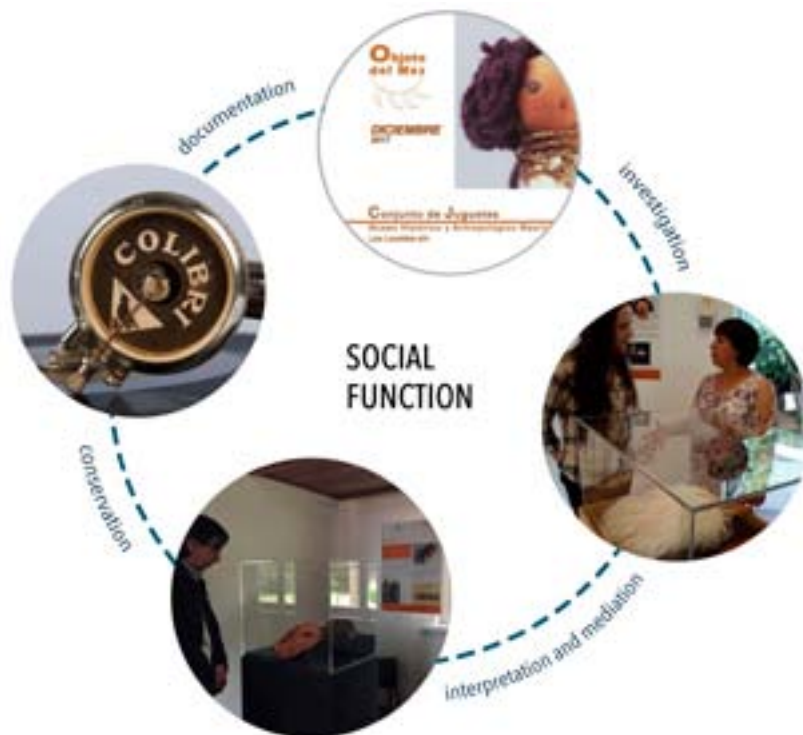 documentation
Objeto
del Mes
DICIEMBRE
2017
Conjunto de Juguetes
investigation
COLIBRI
SOCIAL
FUNCTION
conservation
interpretation and mediation